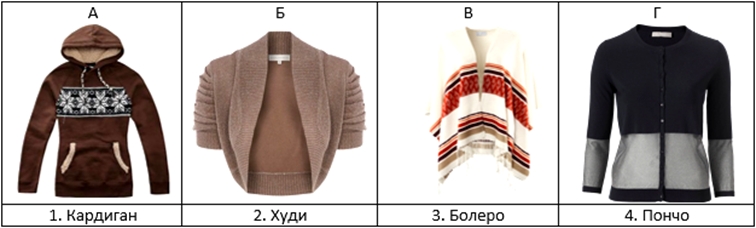 А Б В Г
1. Кардиган 2. Худи 3. Болеро 4. Пончо